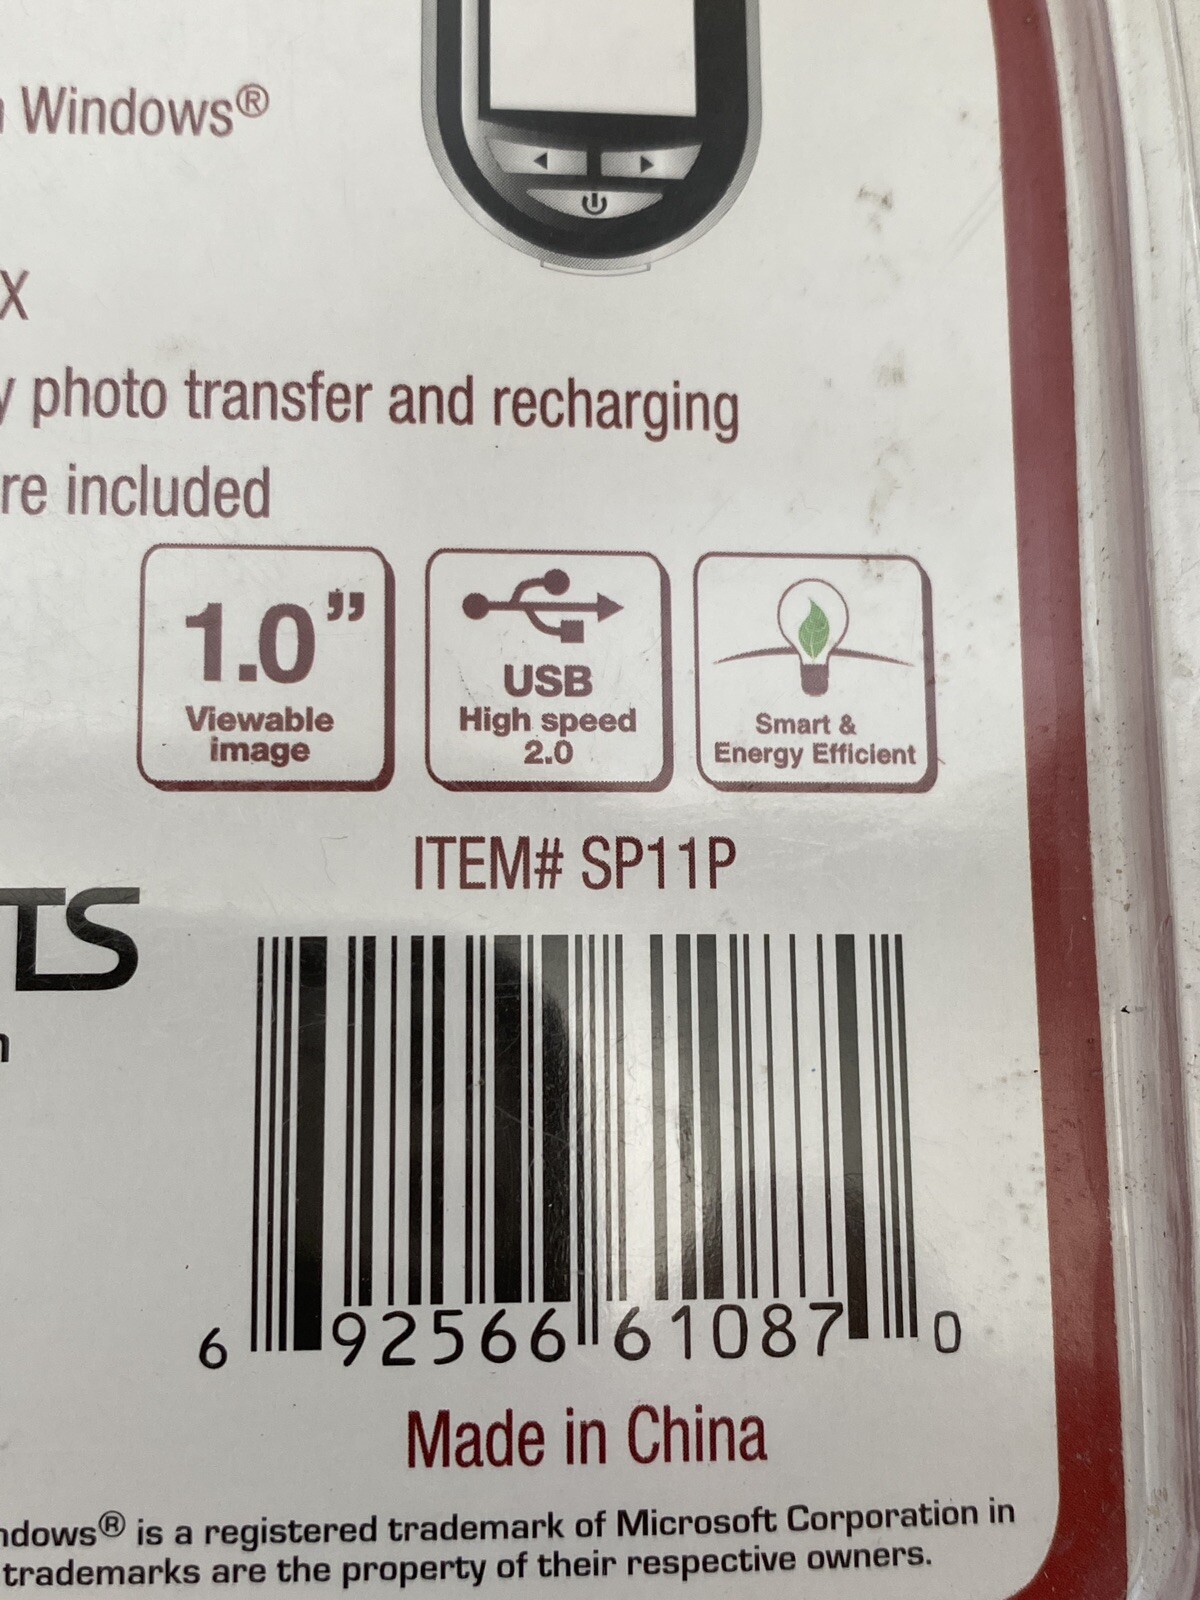 Windows®
X
y photo transfer and recharging
re included
1.0”
Viewable
image
USB
High speed
2.0
Smart &
Energy Efficient
ITEM# SP11P
TS
6 92566 61087 0
Made in China
ndows® is a registered trademark of Microsoft Corporation in
trademarks are the property of their respective owners.